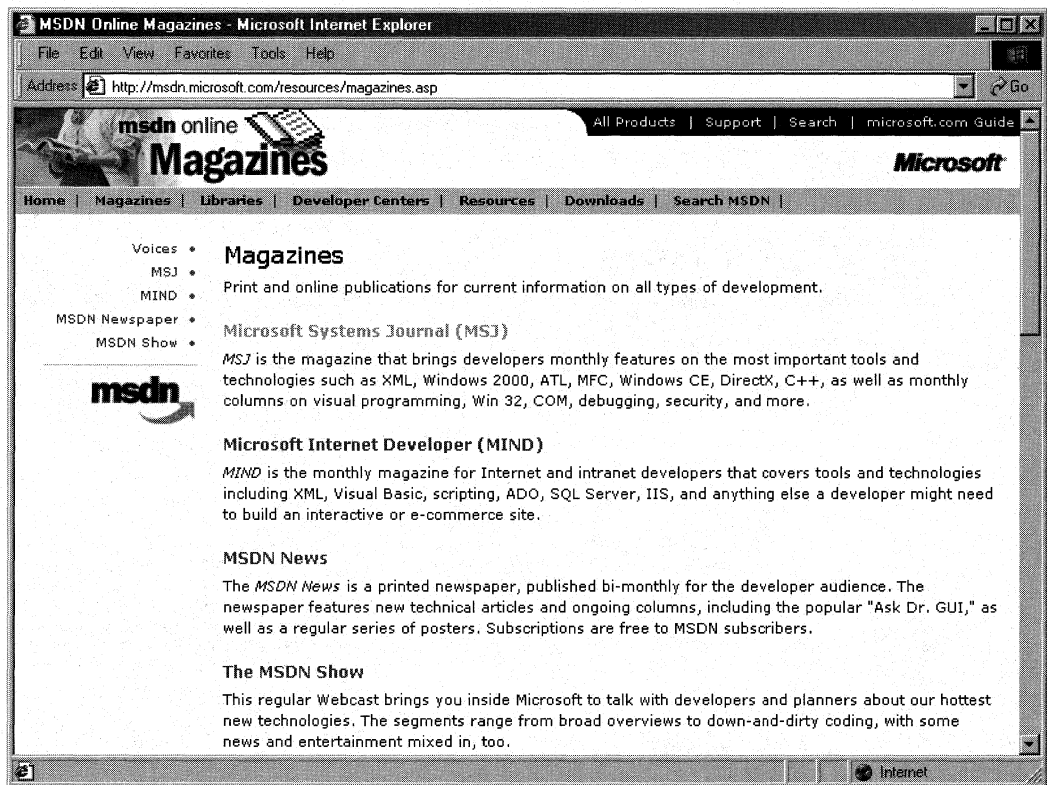 MSDN Online Magazines - Microsoft Internet Explorer
File Edit View Favorites Tools Help
Address http://msdn.microsoft.com/resources/magazines.asp Go
msdn online
Magazines
All Products | Support | Search | microsoft.com Guide
Microsoft
Home | Magazines | Libraries | Developer Centers | Resources | Downloads | Search MSDN |
Voices •
MSJ •
MIND •
MSDN Newspaper •
MSDN Show •
msdn
Magazines
Print and online publications for current information on all types of development.
Microsoft Systems Journal (MSJ)
MSJ is the magazine that brings developers monthly features on the most important tools and
technologies such as XML, Windows 2000, ATL, MFC, Windows CE, DirectX, C++, as well as monthly
columns on visual programming, Win 32, COM, debugging, security, and more.
Microsoft Internet Developer (MIND)
MIND is the monthly magazine for Internet and intranet developers that covers tools and technologies
including XML, Visual Basic, scripting, ADO, SQL Server, IIS, and anything else a developer might need
to build an interactive or e-commerce site.
MSDN News
The MSDN News is a printed newspaper, published bi-monthly for the developer audience. The
newspaper features new technical articles and ongoing columns, including the popular "Ask Dr. GUI," as
well as a regular series of posters. Subscriptions are free to MSDN subscribers.
The MSDN Show
This regular Webcast brings you inside Microsoft to talk with developers and planners about our hottest
new technologies. The segments range from broad overviews to down-and-dirty coding, with some
news and entertainment mixed in, too.
Internet